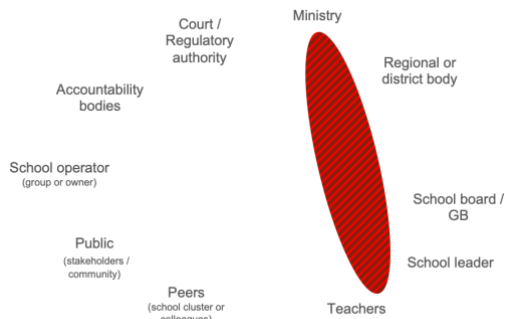 Ministry
Court /
Regulatory
authority
Regional or
district body
Accountability
bodies
School operator
(group or owner)
School board /
GB
Public
(stakeholders /
community)
School leader
Peers
(school cluster or
colleagues)
Teachers